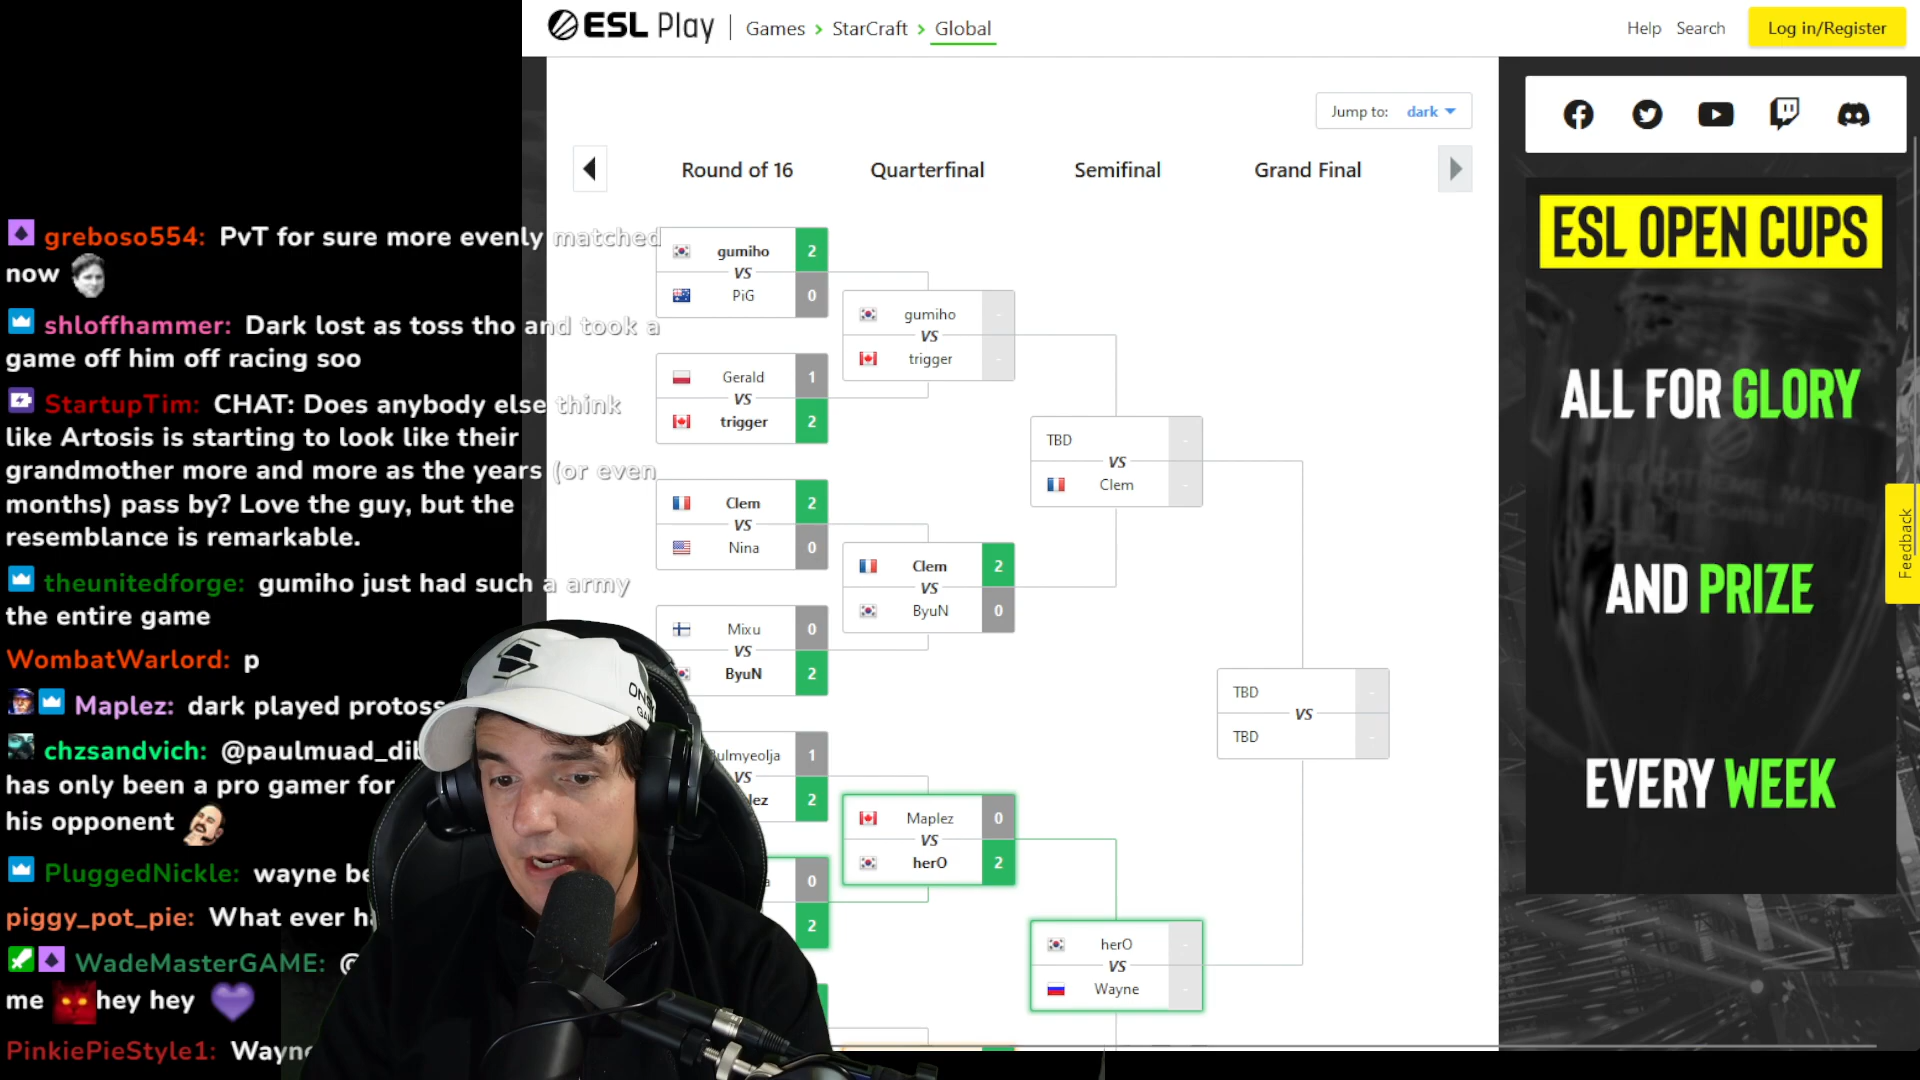 ESL Play
Games > StarCraft > Global
Help Search Log in/Register
Jump to: dark
Round of 16 Quarterfinal Semifinal Grand Final
gumiho 2
VS
PiG 0
Gerald 1
VS
trigger 2
Clem 2
VS
Nina 0
Mixu 0
VS
ByuN 2
ulmyeolja 1
VS
lez 2
0
2
gumiho -
VS
trigger -
Clem 2
VS
ByuN 0
Maplez 0
VS
herO 2
TBD -
VS
Clem -
herO -
VS
Wayne -
TBD -
VS
TBD -
ESL OPEN CUPS
ALL FOR GLORY
AND PRIZE
EVERY WEEK
Feedback
greboso554: PvT for sure more evenly matched
now
shloffhammer: Dark lost as toss tho and took a
game off him off racing soo
StartupTim: CHAT: Does anybody else think
like Artosis is starting to look like their
grandmother more and more as the years (or even
months) pass by? Love the guy, but the
resemblance is remarkable.
theunitedforge: gumiho just had such a army
the entire game
WombatWarlord: p
Maplez: dark played protoss
chzsandvich: @paulmuad_dib
has only been a pro gamer for
his opponent
PluggedNickle: wayne be
piggy_pot_pie: What ever ha
WadeMasterGAME: @
me hey hey
PinkiePieStyle1: Wayne